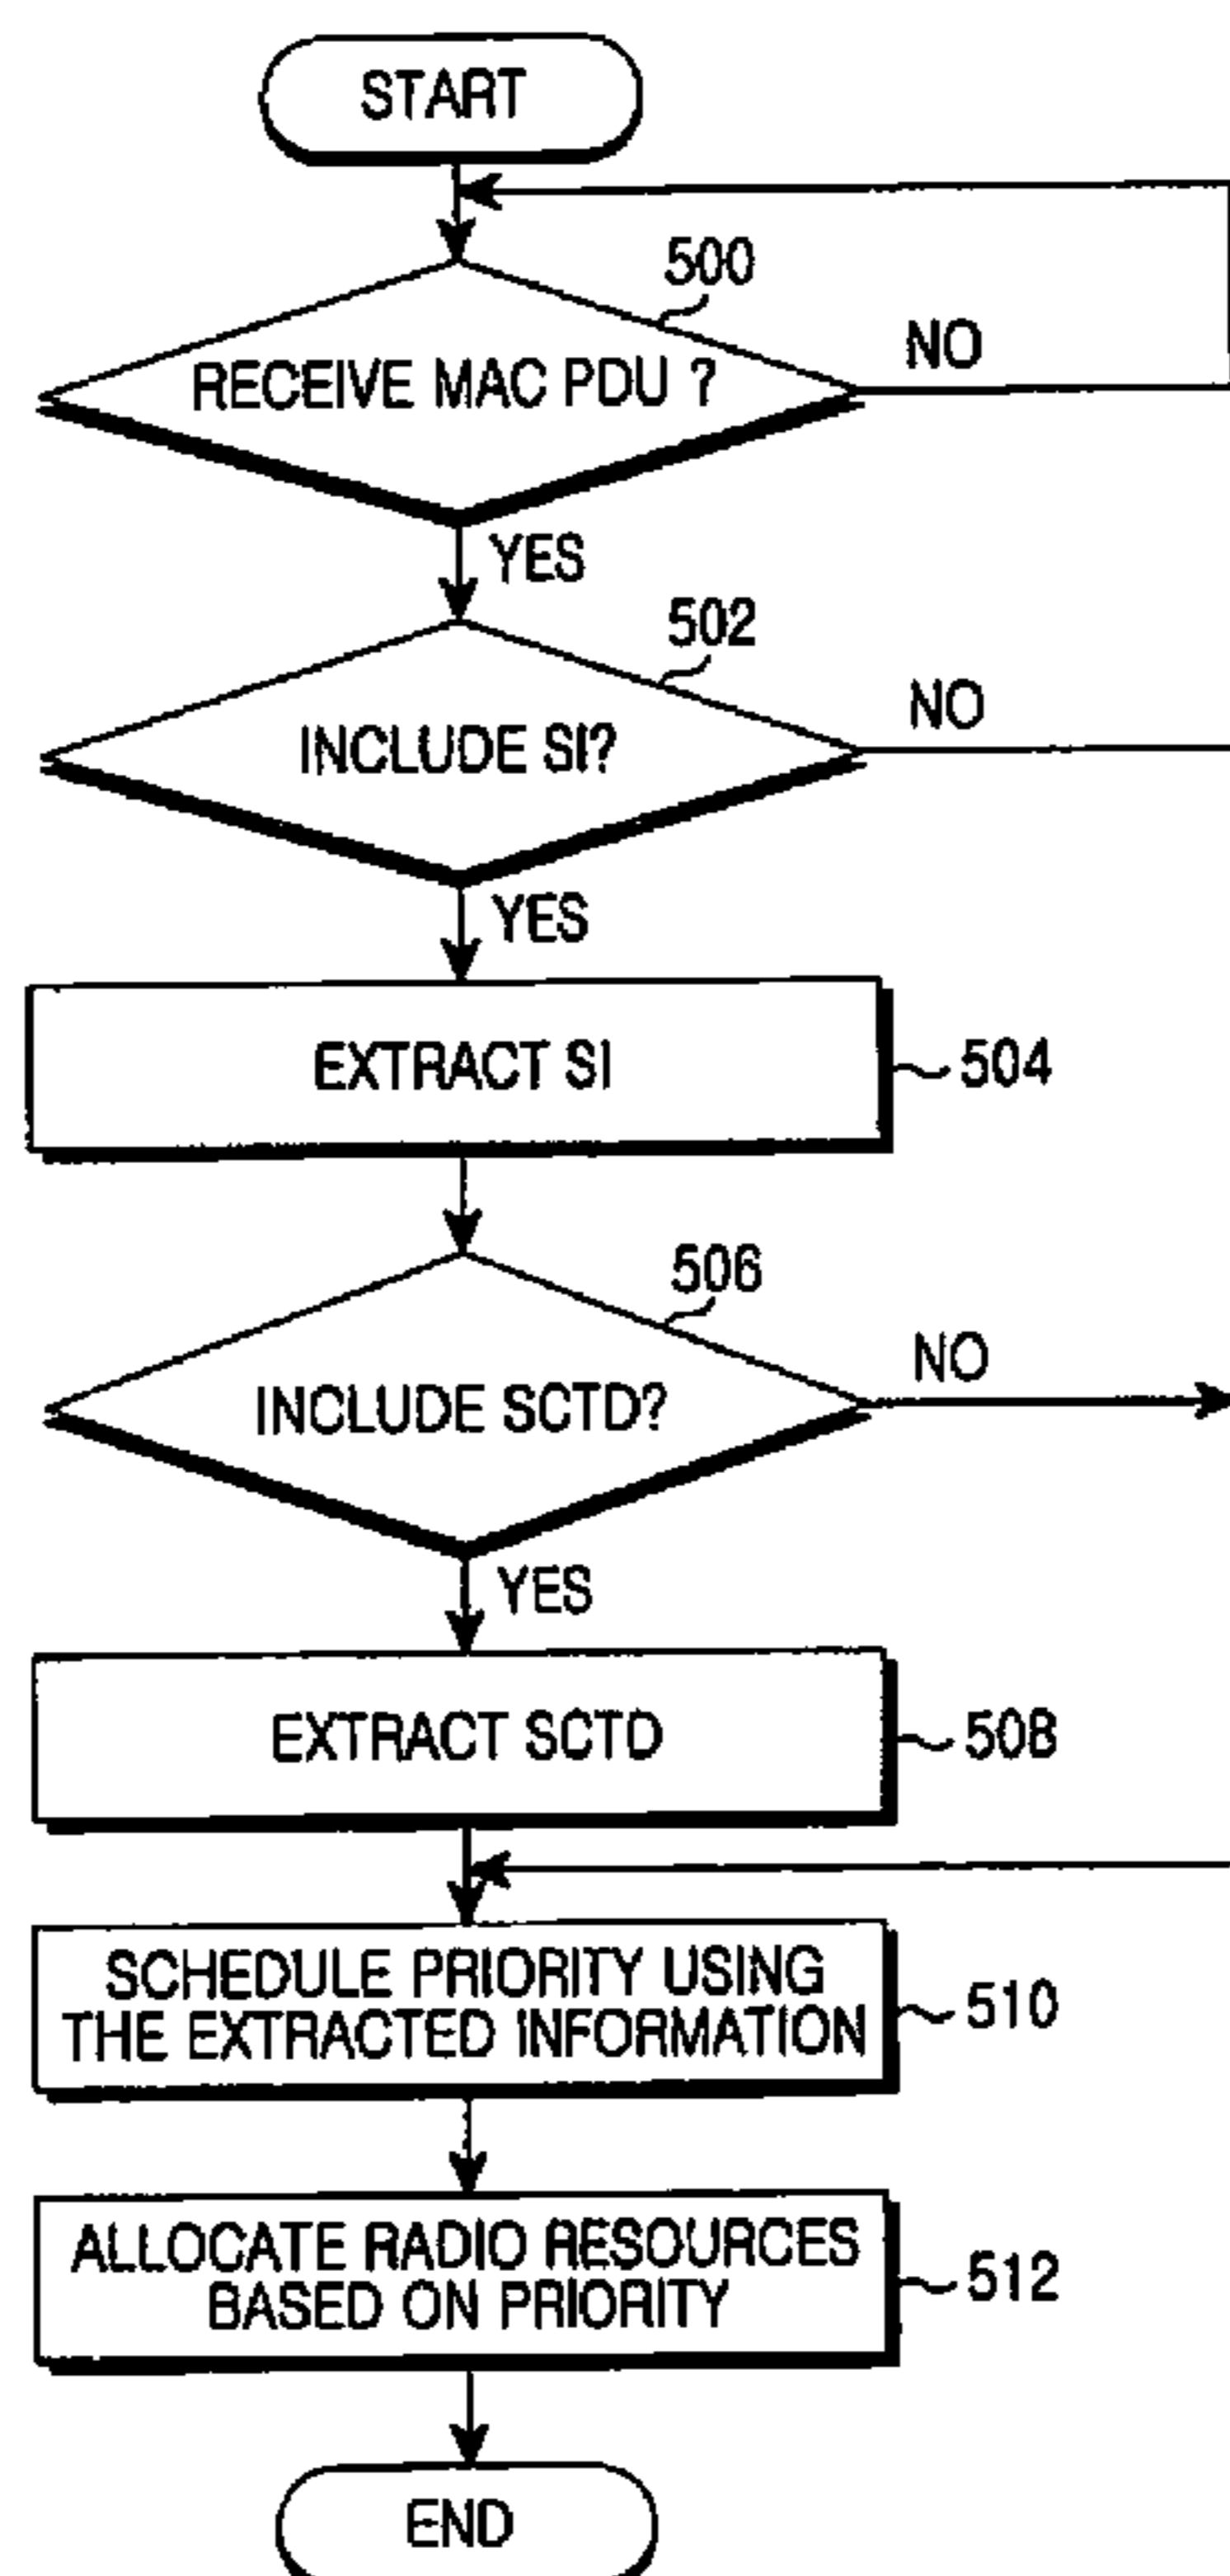 START
500
RECEIVE MAC PDU ?
NO
YES
502
INCLUDE SI?
NO
YES
EXTRACT SI
504
506
INCLUDE SCTD?
NO
YES
EXTRACT SCTD
508
SCHEDULE PRIORITY USING
THE EXTRACTED INFORMATION
510
ALLOCATE RADIO RESOURCES
BASED ON PRIORITY
512
END